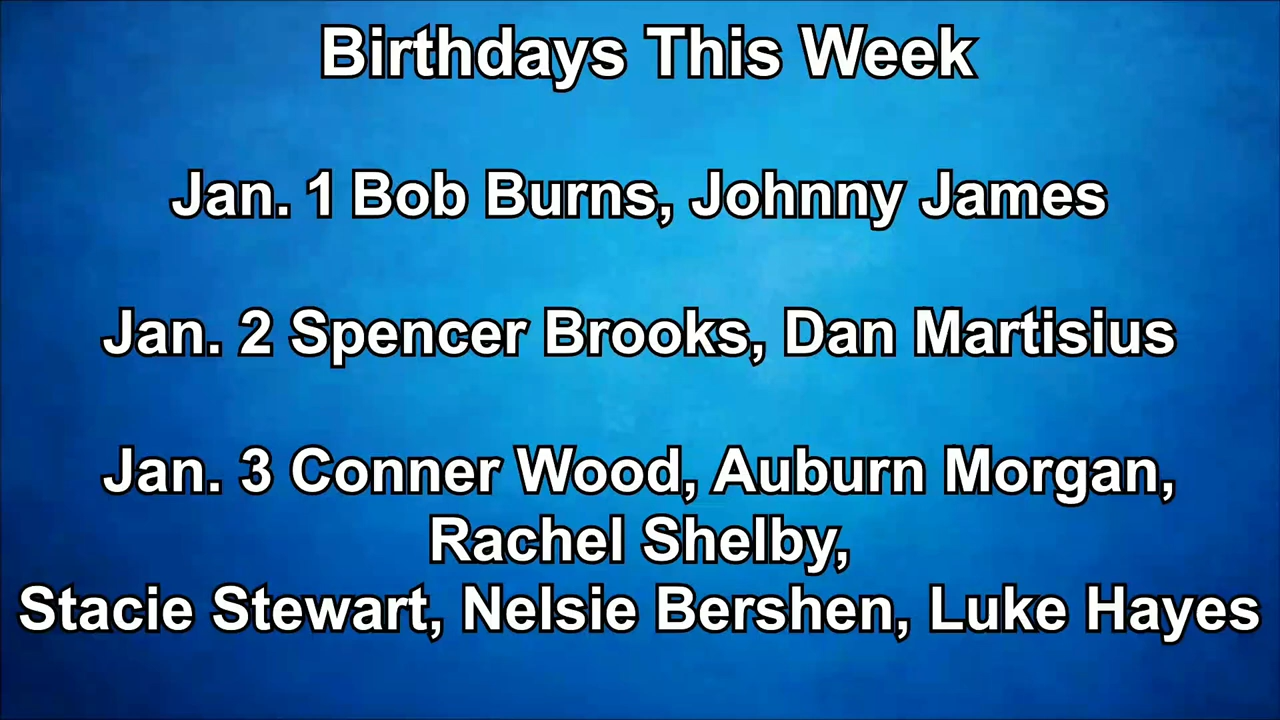 Birthdays This Week
Jan. 1 Bob Burns, Johnny James
Jan. 2 Spencer Brooks, Dan Martisius
Jan. 3 Conner Wood, Auburn Morgan,
Rachel Shelby,
Stacie Stewart, Nelsie Bershen, Luke Hayes